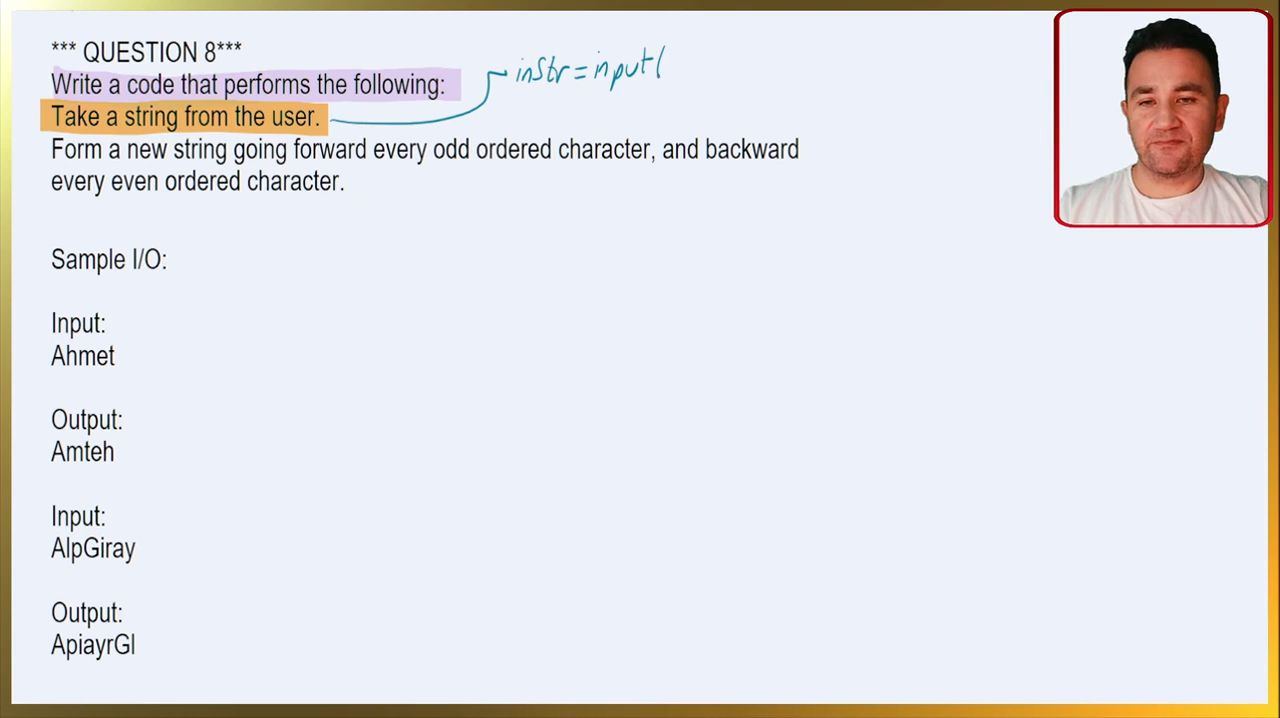 *** QUESTION 8***
inStr = input(
Write a code that performs the following:
Take a string from the user.
Form a new string going forward every odd ordered character, and backward
every even ordered character.
Sample I/O:
Input:
Ahmet
Output:
Amteh
Input:
AlpGiray
Output:
ApiayrGl